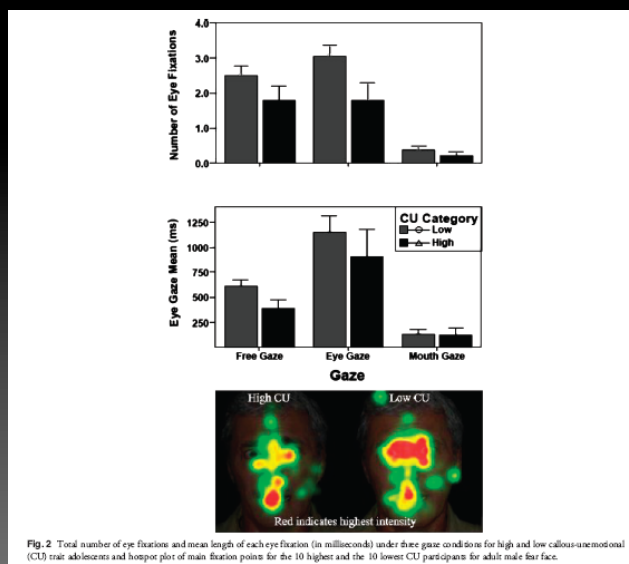 4.0
3.0
2.0
1.0
0.0
Number of Eye Fixations
1250
1000
750
500
250
Eye Gaze Mean (ms)
CU Category
Low
High
Free Gaze Eye Gaze Mouth Gaze
Gaze
High CU Low CU
Red indicates highest intensity
Fig. 2 Total number of eye fixations and mean length of each eye fixation (in milliseconds) under three graze conditions for high and low callous-unemotional
(CU) trait adolescents and hotspot plot of main fixation points for the 10 highest and the 10 lowest CU participants for adult male fear face.